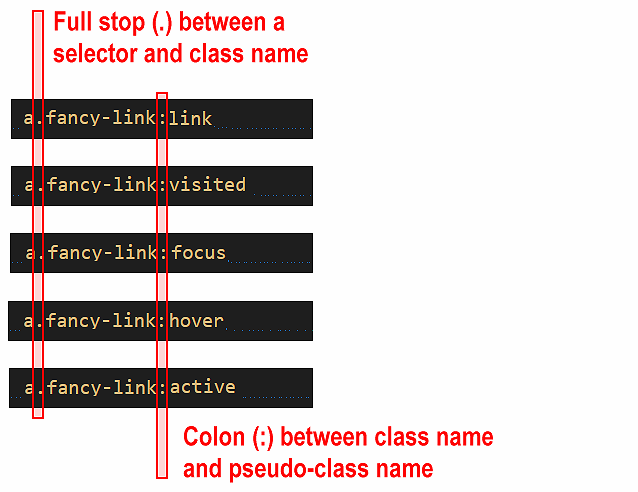 Full stop (.) between a
selector and class name
a.fancy-link:link
a.fancy-link:visited
a.fancy-link:focus
a.fancy-link:hover
a.fancy-link:active
Colon (:) between class name
and pseudo-class name